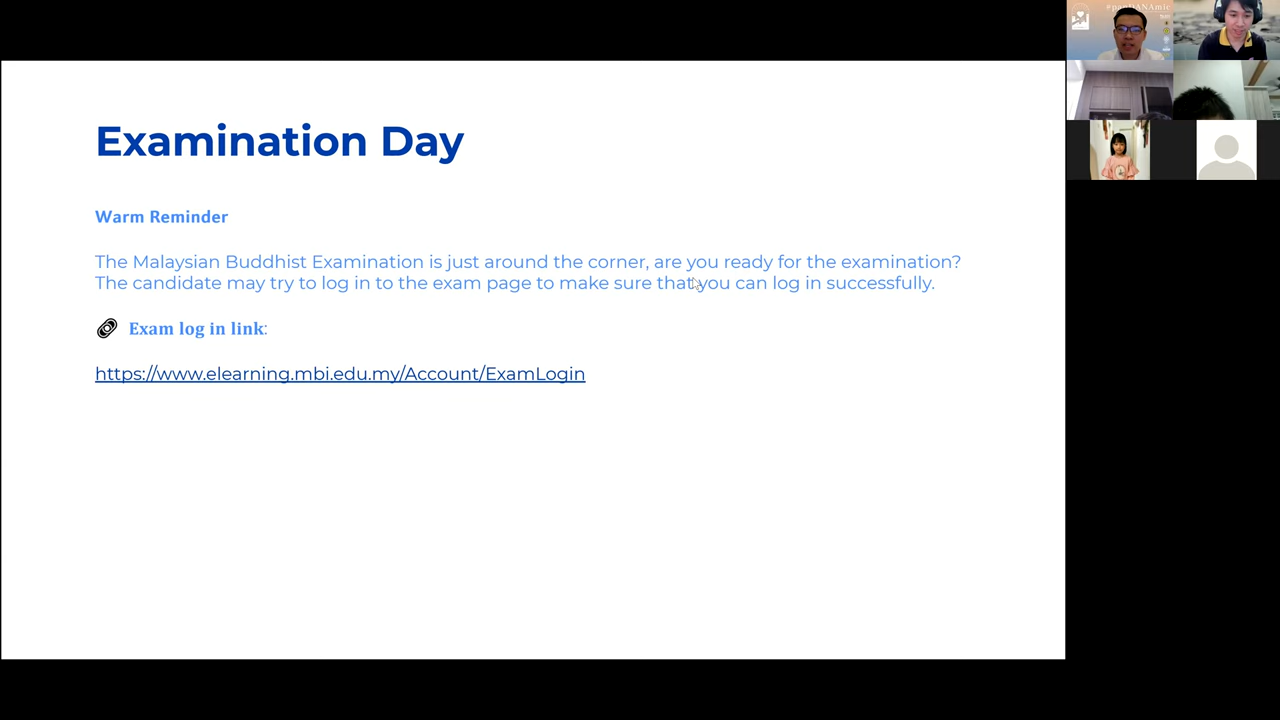 Examination Day
Warm Reminder
The Malaysian Buddhist Examination is just around the corner, are you ready for the examination?
The candidate may try to log in to the exam page to make sure that you can log in successfully.
Exam log in link:
https://www.elearning.mbi.edu.my/Account/ExamLogin